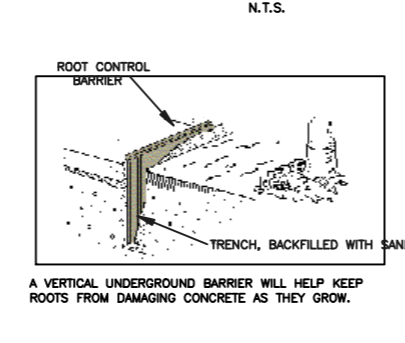 N.T.S.
ROOT CONTROL
BARRIER
TRENCH, BACKFILLED WITH
A VERTICAL UNDERGROUND BARRIER WILL HELP KEEP
ROOTS FROM DAMAGING CONCRETE AS THEY GROW.